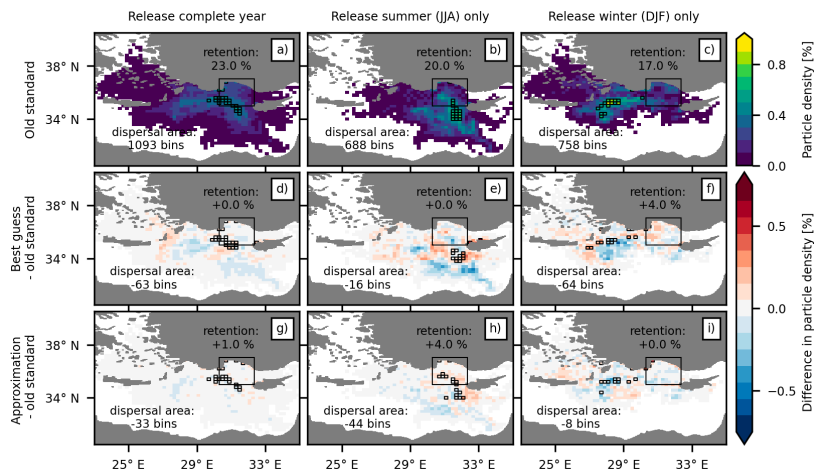 Release complete year
Release summer (JJA) only
Release winter (DJF) only
Old standard
38° N
34° N
a)
retention:
23.0 %
dispersal area:
1093 bins
b)
retention:
20.0 %
dispersal area:
688 bins
c)
retention:
17.0 %
dispersal area:
758 bins
0.8
0.4
0.0
Particle density [%]
Best guess
- old standard
38° N
34° N
d)
retention:
+0.0 %
dispersal area:
-63 bins
e)
retention:
+0.0 %
dispersal area:
-16 bins
f)
retention:
+4.0 %
dispersal area:
-64 bins
Approximation
- old standard
38° N
34° N
g)
retention:
+1.0 %
dispersal area:
-33 bins
h)
retention:
+4.0 %
dispersal area:
-44 bins
i)
retention:
+0.0 %
dispersal area:
-8 bins
0.5
0.0
−0.5
Difference in particle density [%]
25° E
29° E
33° E
25° E
29° E
33° E
25° E
29° E
33° E